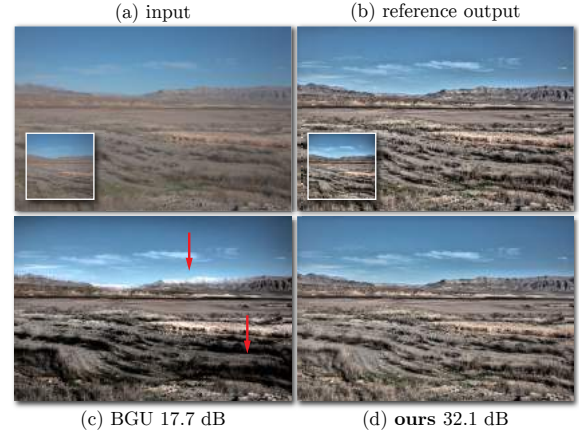 (a) input
(b) reference output
(c) BGU 17.7 dB
(d) ours 32.1 dB